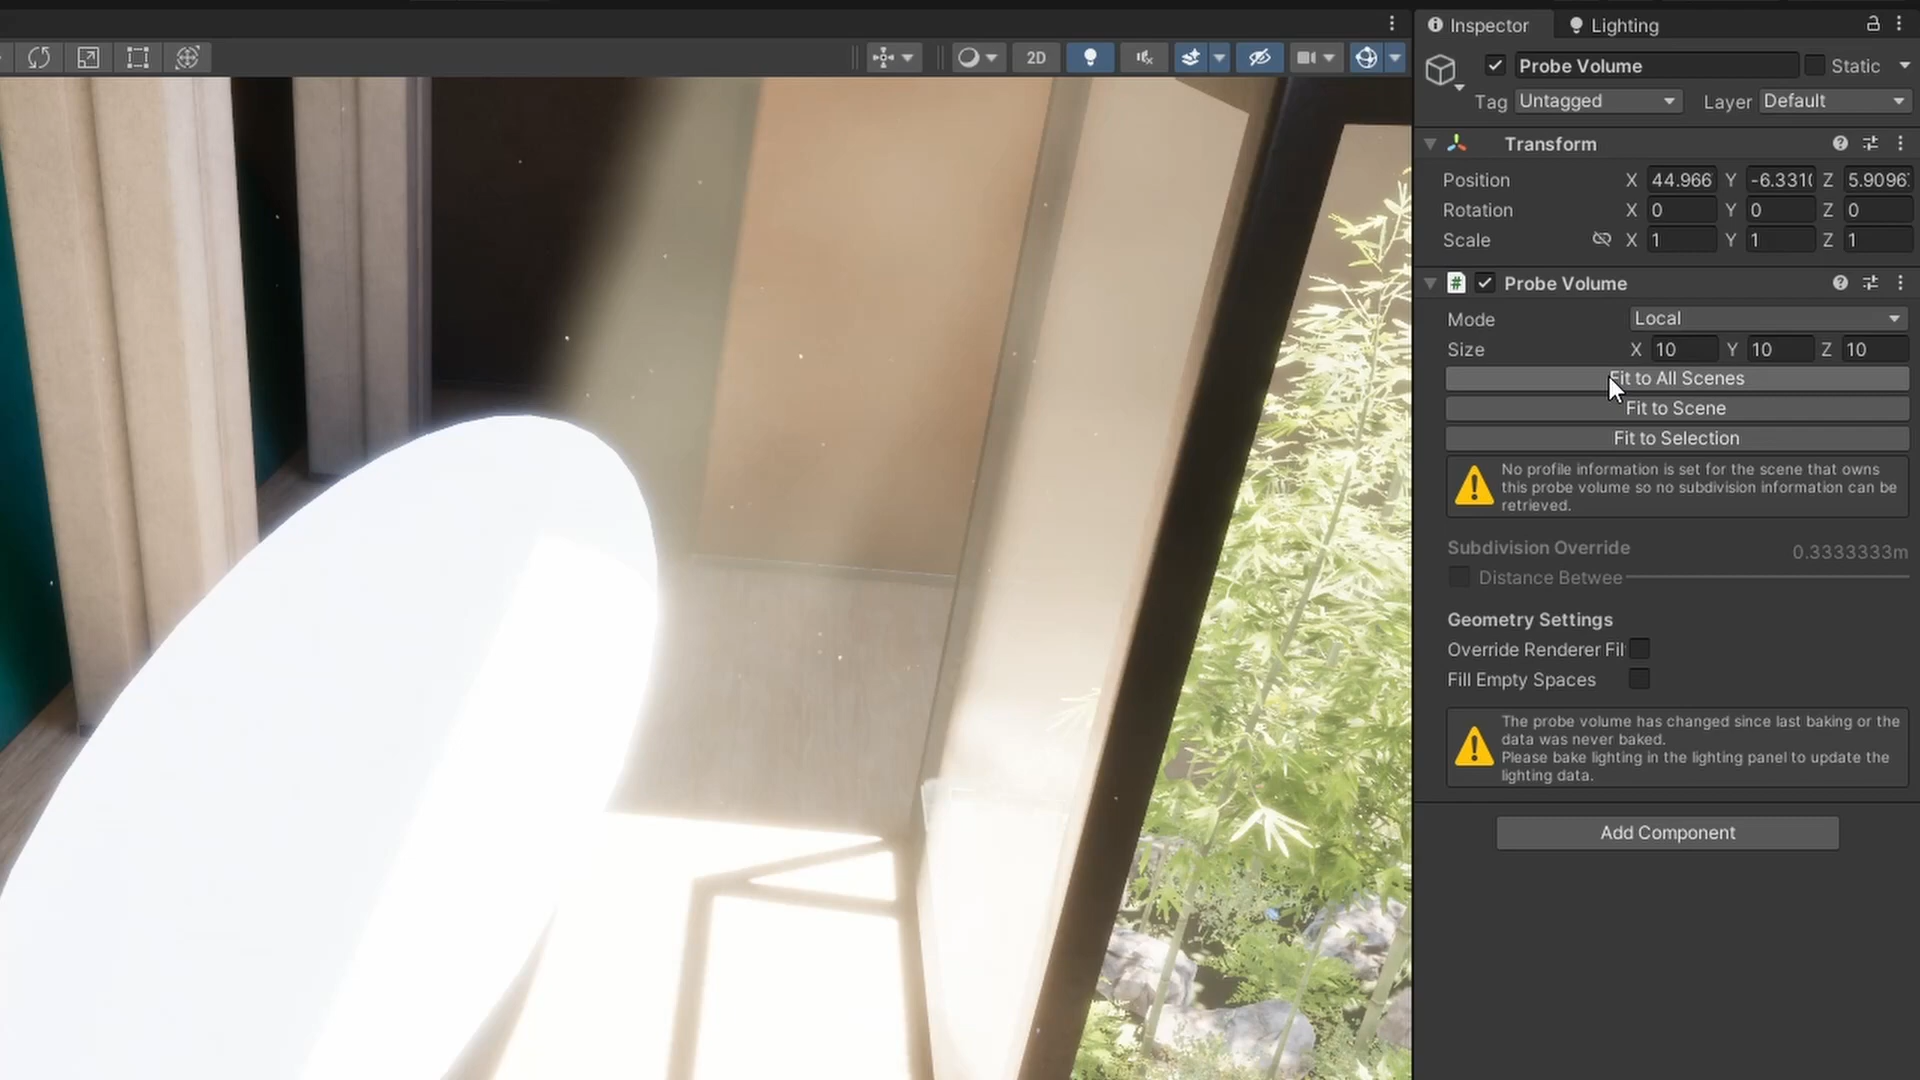 Inspector
Lighting
2D
Probe Volume
Static
Tag Untagged Layer Default
Transform
Position X 44.966 Y -6.331( Z 5.9096
Rotation X 0 Y 0 Z 0
Scale X 1 Y 1 Z 1
# Probe Volume
Mode Local
Size X 10 Y 10 Z 10
Fit to All Scenes
Fit to Scene
Fit to Selection
No profile information is set for the scene that owns
this probe volume so no subdivision information can be
retrieved.
Subdivision Override 0.3333333m
Distance Betwee
Geometry Settings
Override Renderer Fil
Fill Empty Spaces
The probe volume has changed since last baking or the
data was never baked.
Please bake lighting in the lighting panel to update the
lighting data.
Add Component